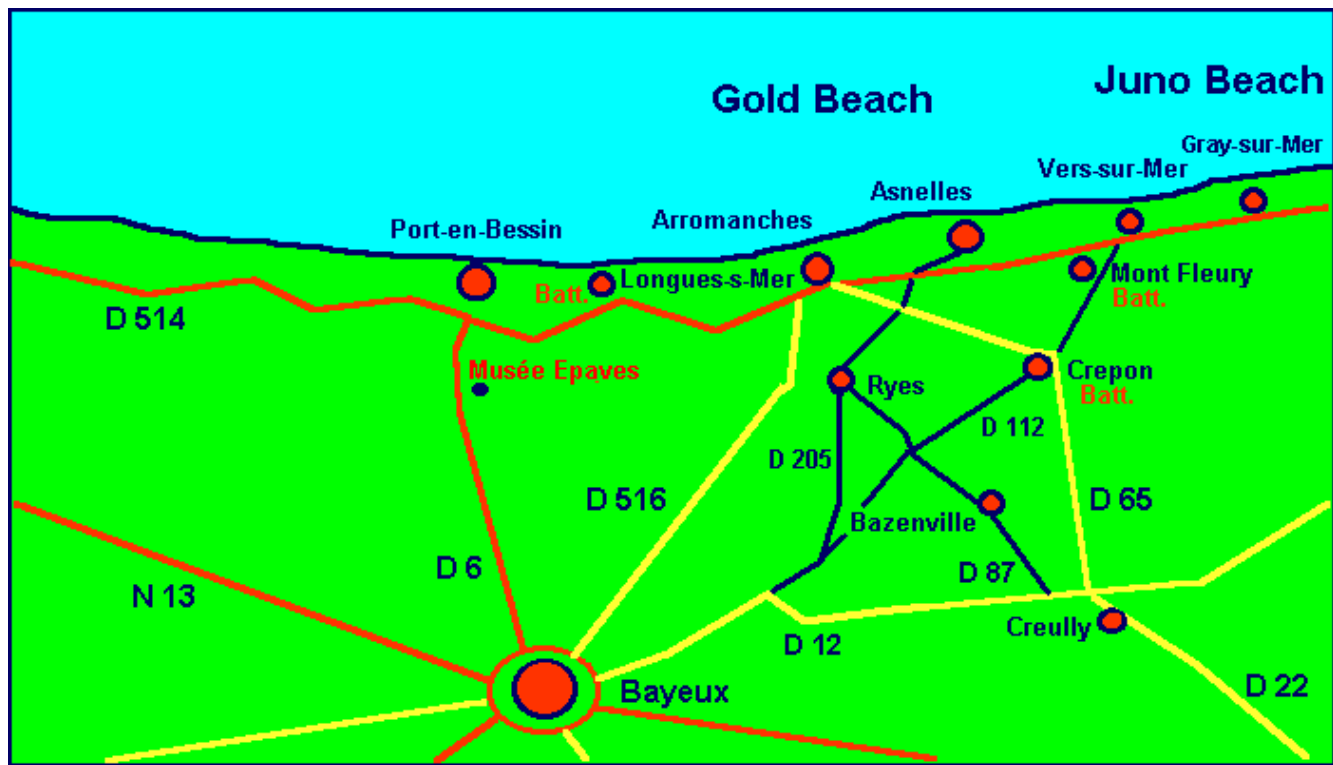 Juno Beach
Gold Beach
Gray-sur-Mer
Vers-sur-Mer
Asnelles
Arromanches
Port-en-Bessin
Longues-s-Mer
Batt.
Mont Fleury
Batt.
D 514
Musée Epaves
Ryes
Crepon
Batt.
D 112
D 205
D 516
D 65
Bazenville
D 6
D 87
N 13
Creully
D 12
Bayeux
D 22